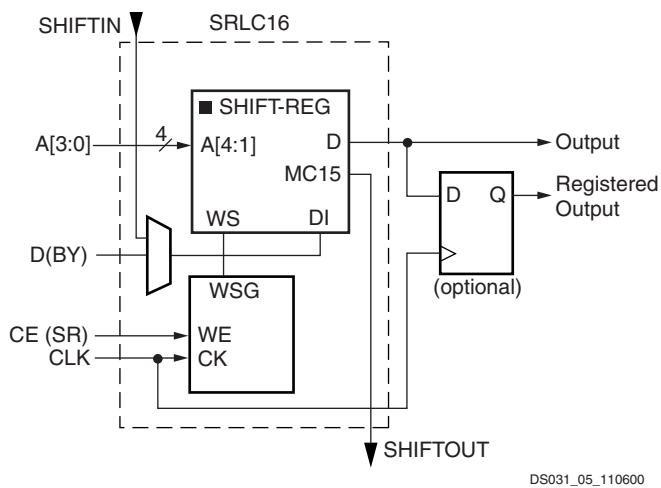 SHIFTIN
SRLC16
SHIFT-REG
A[3:0]
4
A[4:1]
D
Output
MC15
D
Q
Registered
Output
WS
DI
D(BY)
WSG
(optional)
CE (SR)
WE
CLK
CK
SHIFTOUT
DS031_05_110600